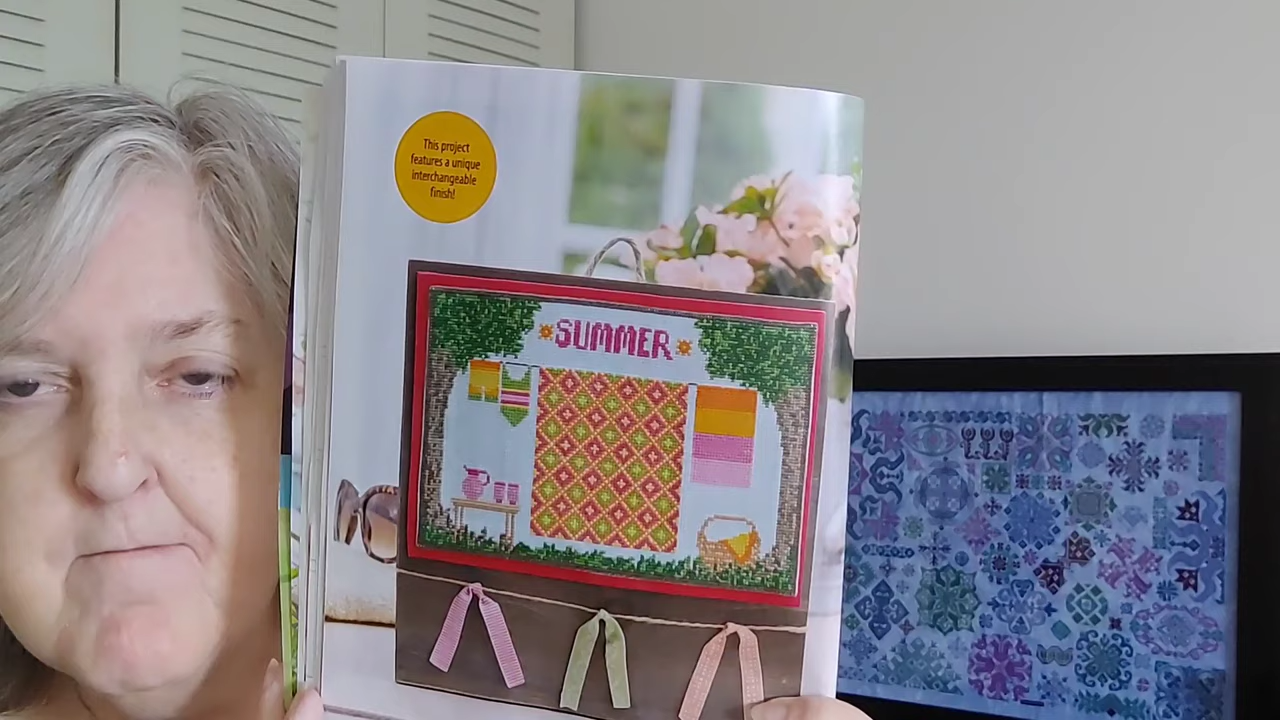 This project
features a unique
interchangeable
finish!
SUMMER